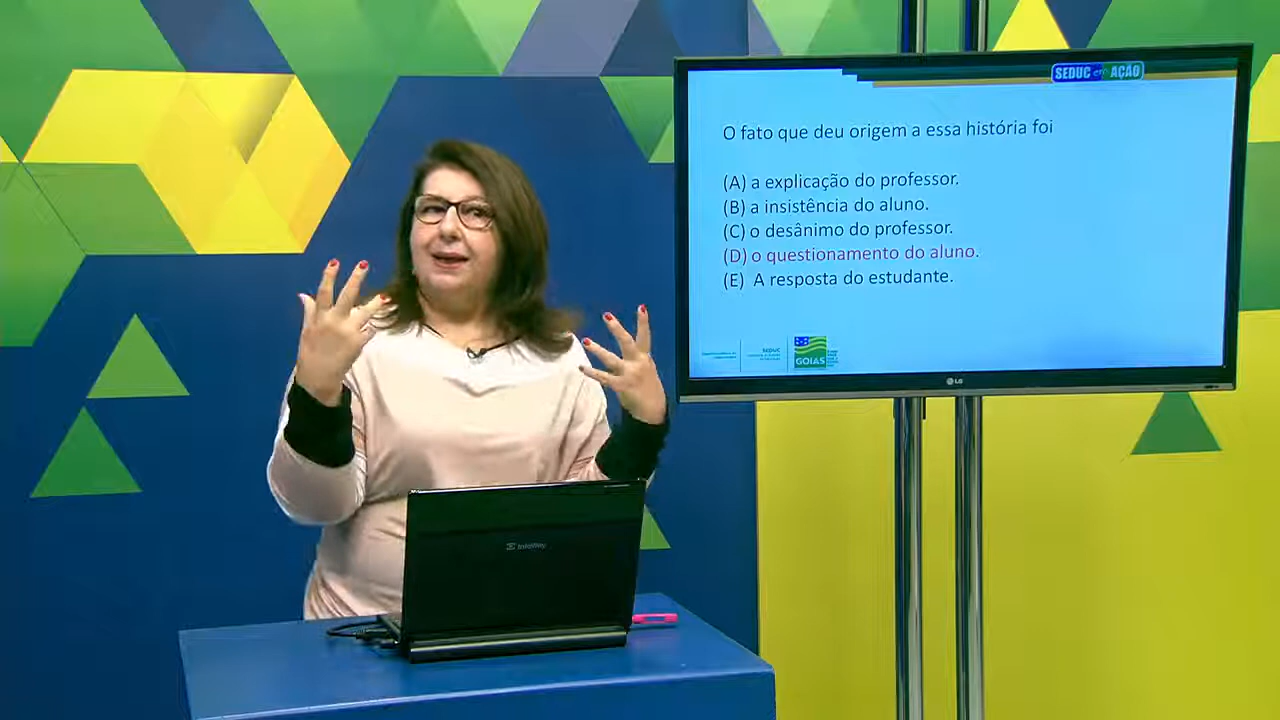 SEDUC em AÇÃO
O fato que deu origem a essa história foi
(A) a explicação do professor.
(B) a insistência do aluno.
(C) o desânimo do professor.
(D) o questionamento do aluno.
(E) A resposta do estudante.
SEDUC
GOIÁS
LG
InfoWay